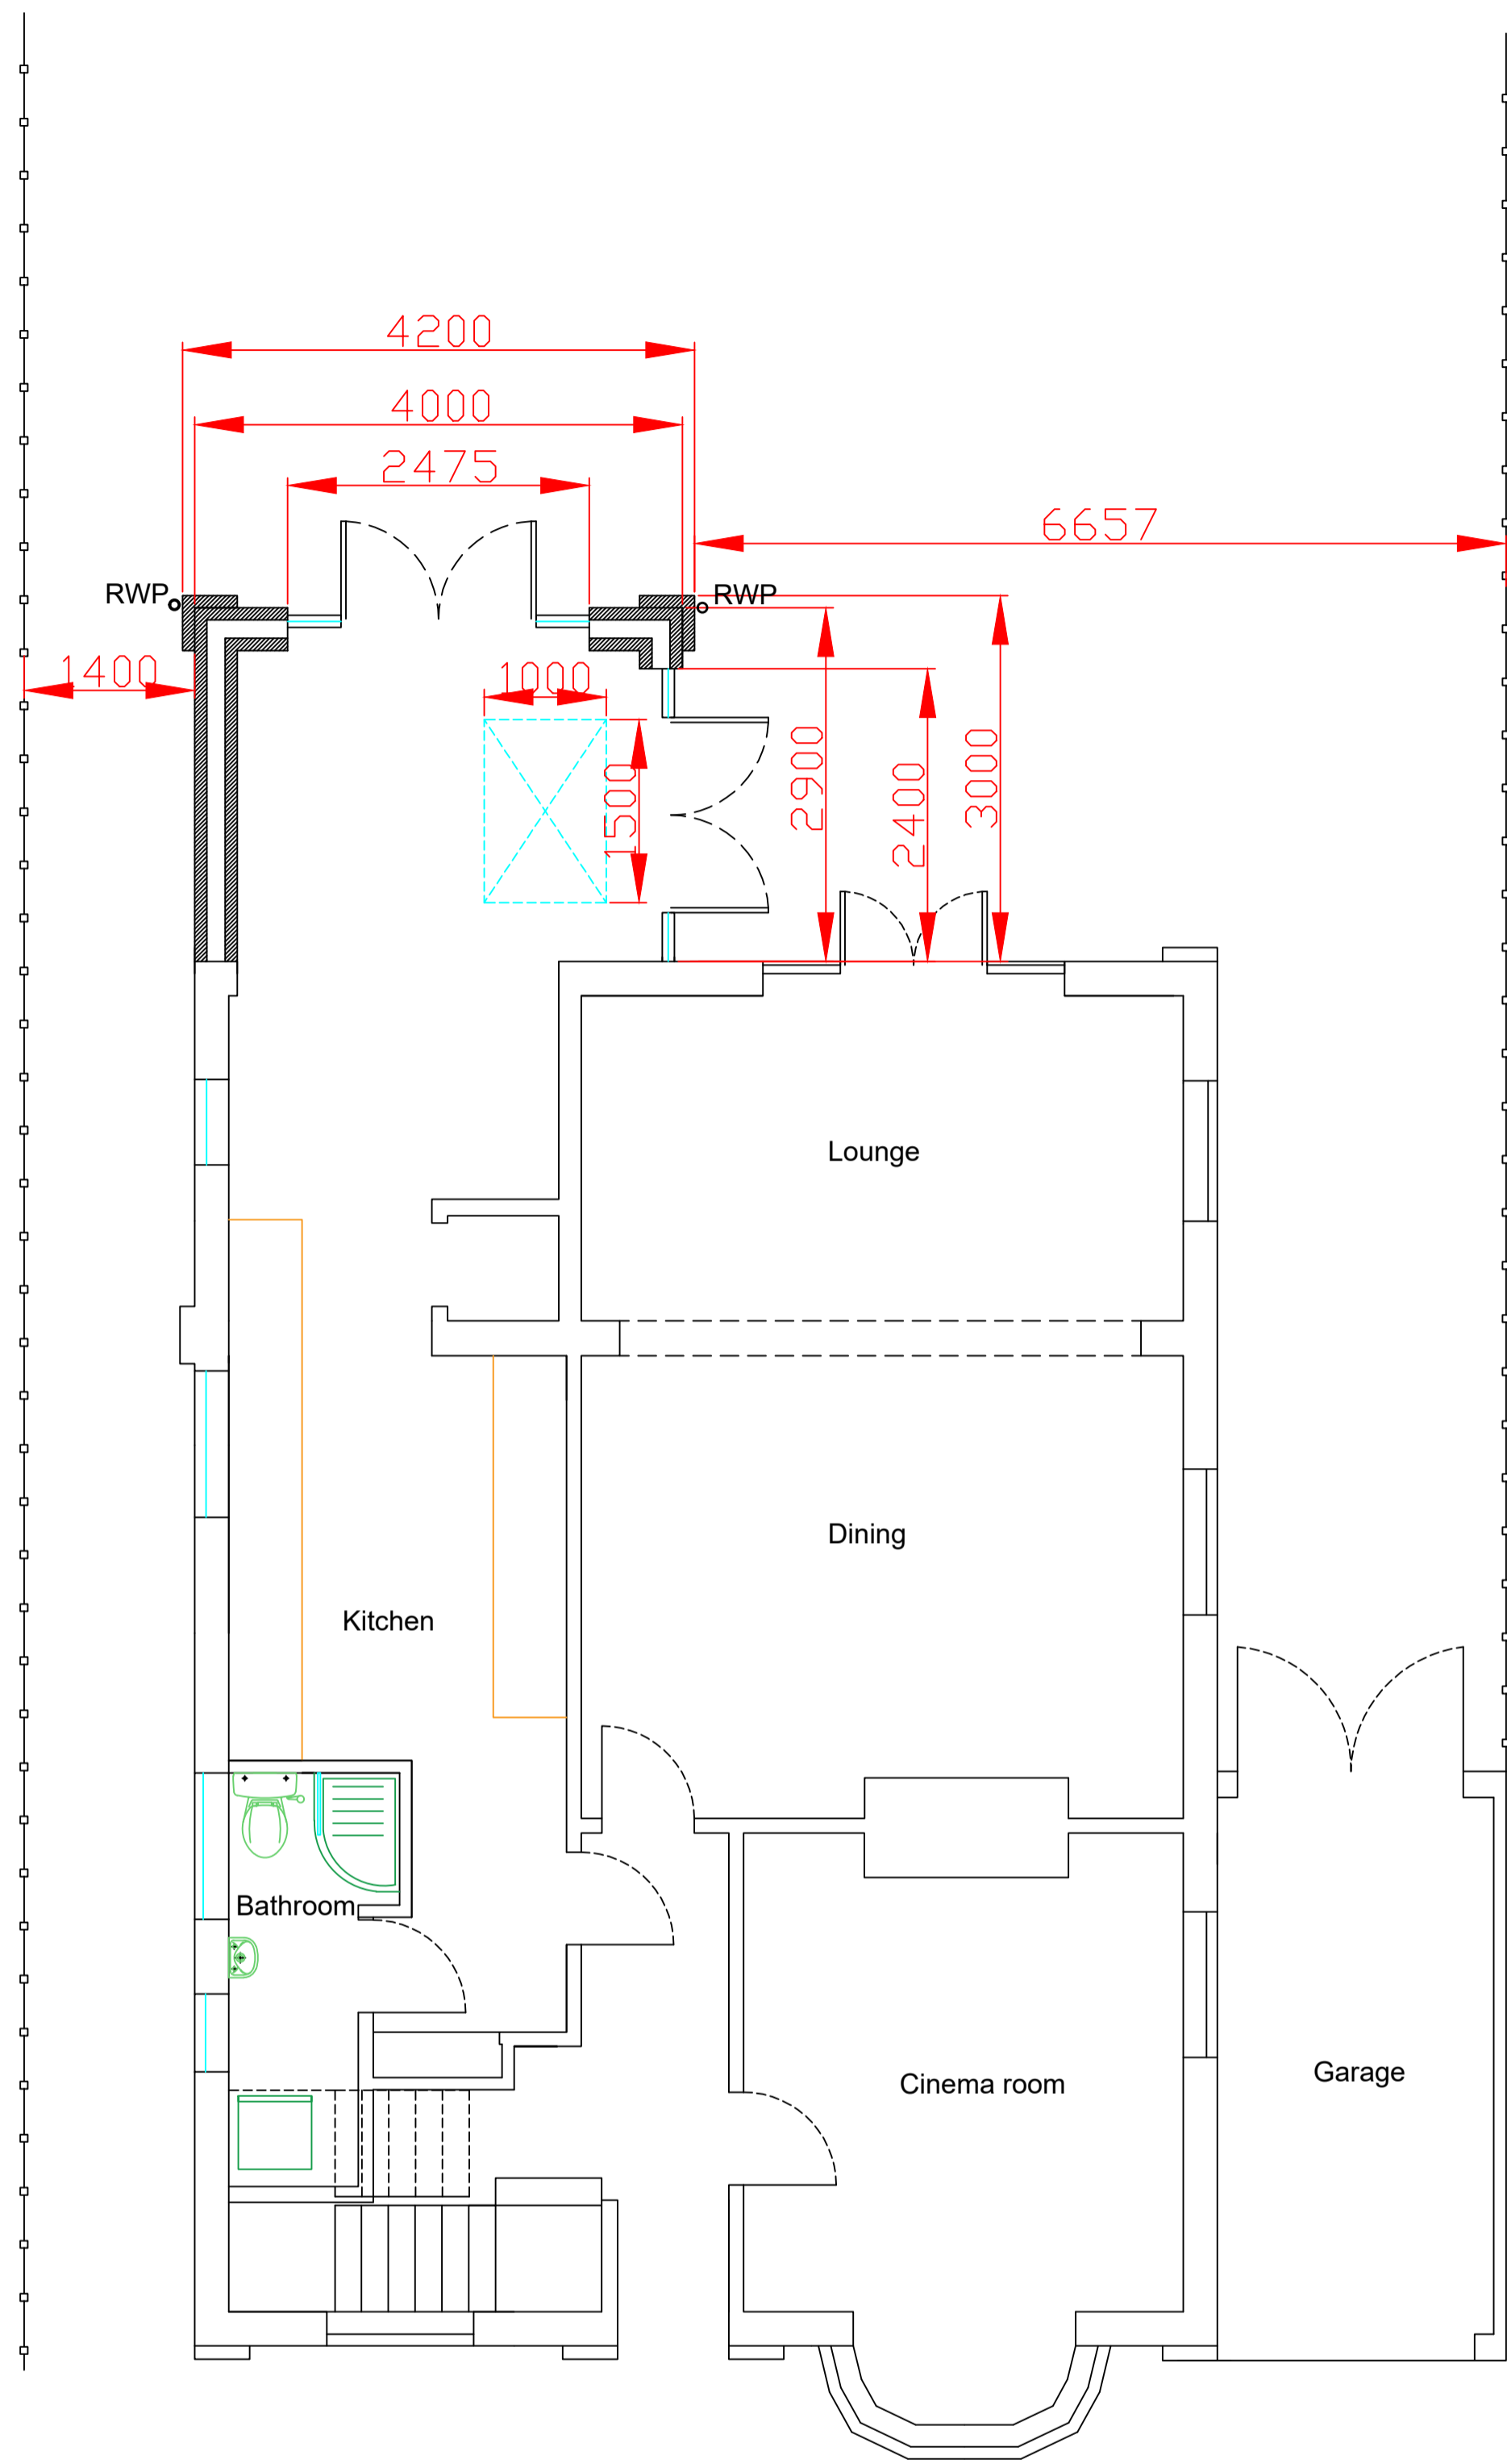 4200
4000
2475
6657
RWP
RWP
1400
1000
1500
2900
2400
3000
Lounge
Dining
Kitchen
Bathroom
Cinema room
Garage